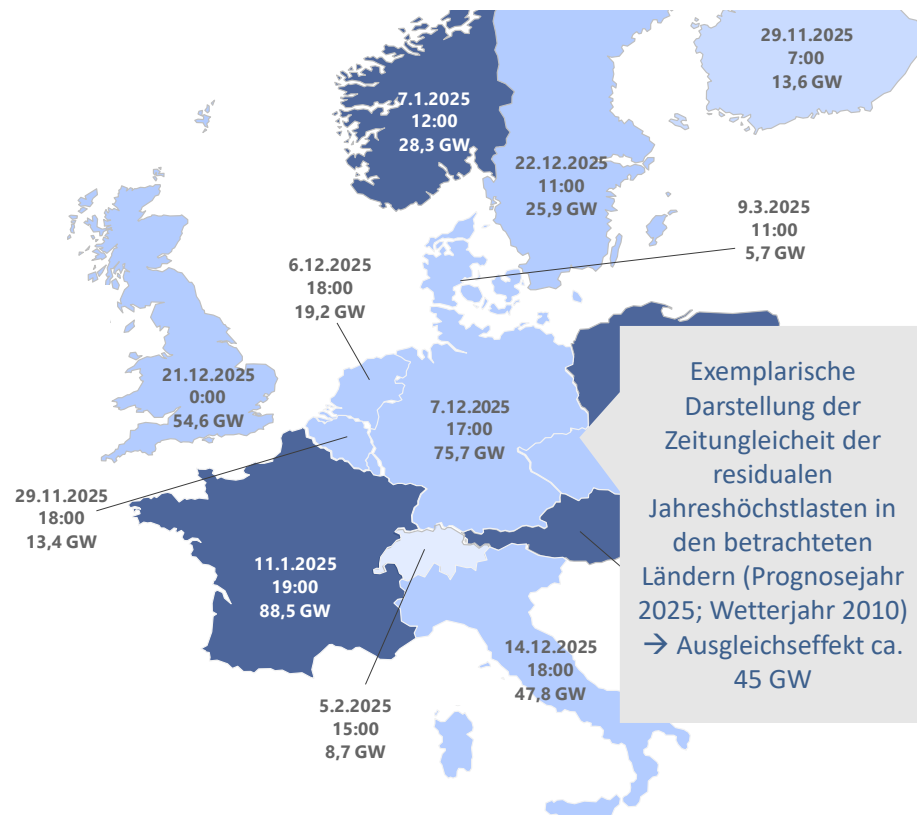 29.11.2025
7:00
13,6 GW
7.1.2025
12:00
28,3 GW
22.12.2025
11:00
25,9 GW
9.3.2025
11:00
5,7 GW
6.12.2025
18:00
19,2 GW
21.12.2025
0:00
54,6 GW
7.12.2025
17:00
75,7 GW
29.11.2025
18:00
13,4 GW
11.1.2025
19:00
88,5 GW
5.2.2025
15:00
8,7 GW
14.12.2025
18:00
47,8 GW
Exemplarische
Darstellung der
Zeitungleicheit der
residualen
Jahreshöchstlasten in
den betrachteten
Ländern (Prognosejahr
2025; Wetterjahr 2010)
→ Ausgleichseffekt ca.
45 GW